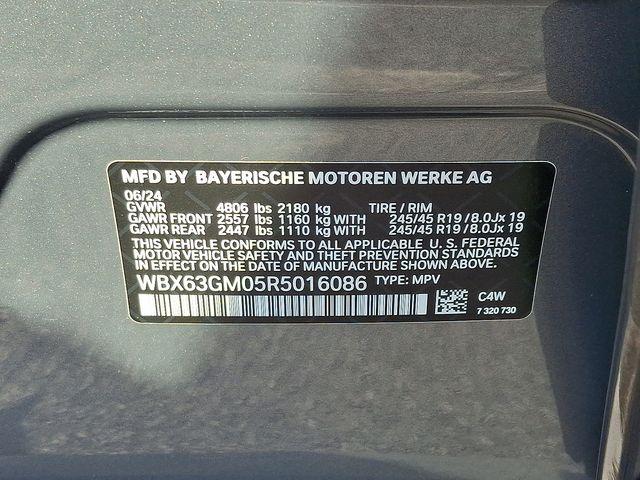 MFD BY BAYERISCHE MOTOREN WERKE AG
06/24
GVWR 4806 lbs 2180 kg TIRE / RIM
GAWR FRONT 2557 lbs 1160 kg WITH 245/45 R19 / 8.0Jx 19
GAWR REAR 2447 lbs 1110 kg WITH 245/45 R19 / 8.0Jx 19
THIS VEHICLE CONFORMS TO ALL APPLICABLE U. S. FEDERAL
MOTOR VEHICLE SAFETY AND THEFT PREVENTION STANDARDS
IN EFFECT ON THE DATE OF MANUFACTURE SHOWN ABOVE.
WBX63GM05R5016086 TYPE: MPV
C4W
7 320 730